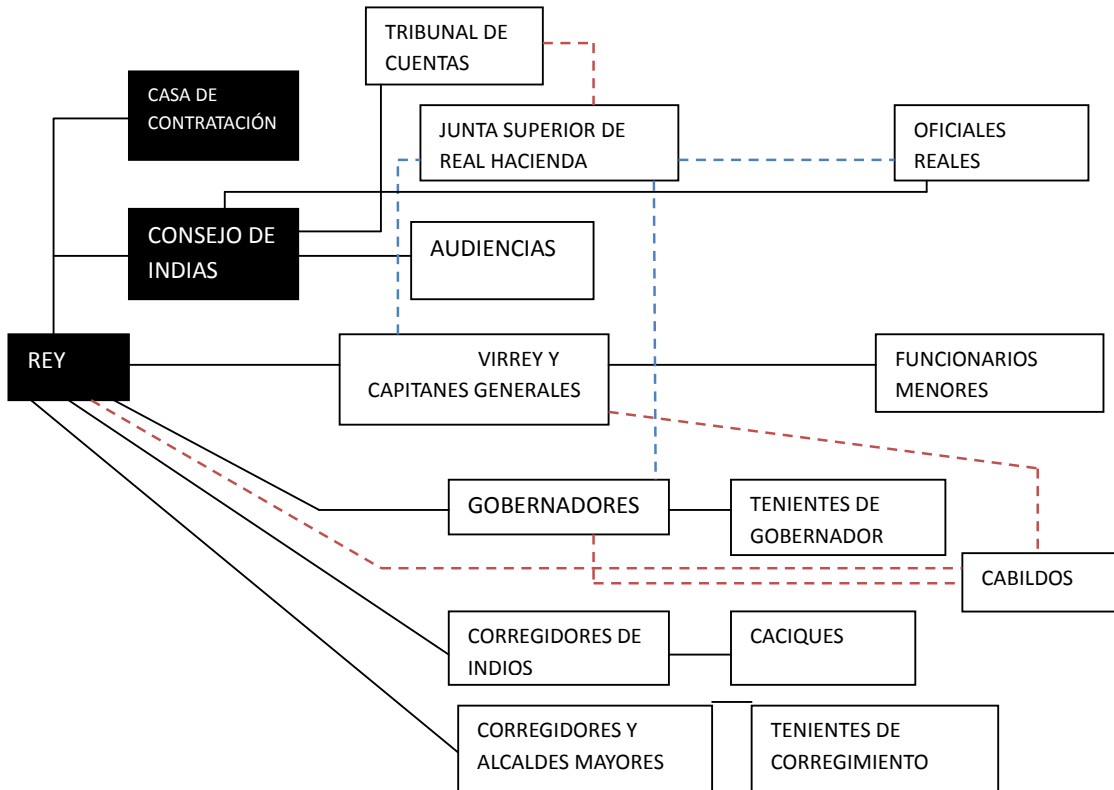 TRIBUNAL DE
CUENTAS
CASA DE
CONTRATACIÓN
JUNTA SUPERIOR DE
REAL HACIENDA
OFICIALES
REALES
CONSEJO DE
INDIAS
AUDIENCIAS
REY
VIRREY Y
CAPITANES GENERALES
FUNCIONARIOS
MENORES
GOBERNADORES
TENIENTES DE
GOBERNADOR
CABILDOS
CORREGIDORES DE
INDIOS
CACIQUES
CORREGIDORES Y
ALCALDES MAYORES
TENIENTES DE
CORREGIMIENTO